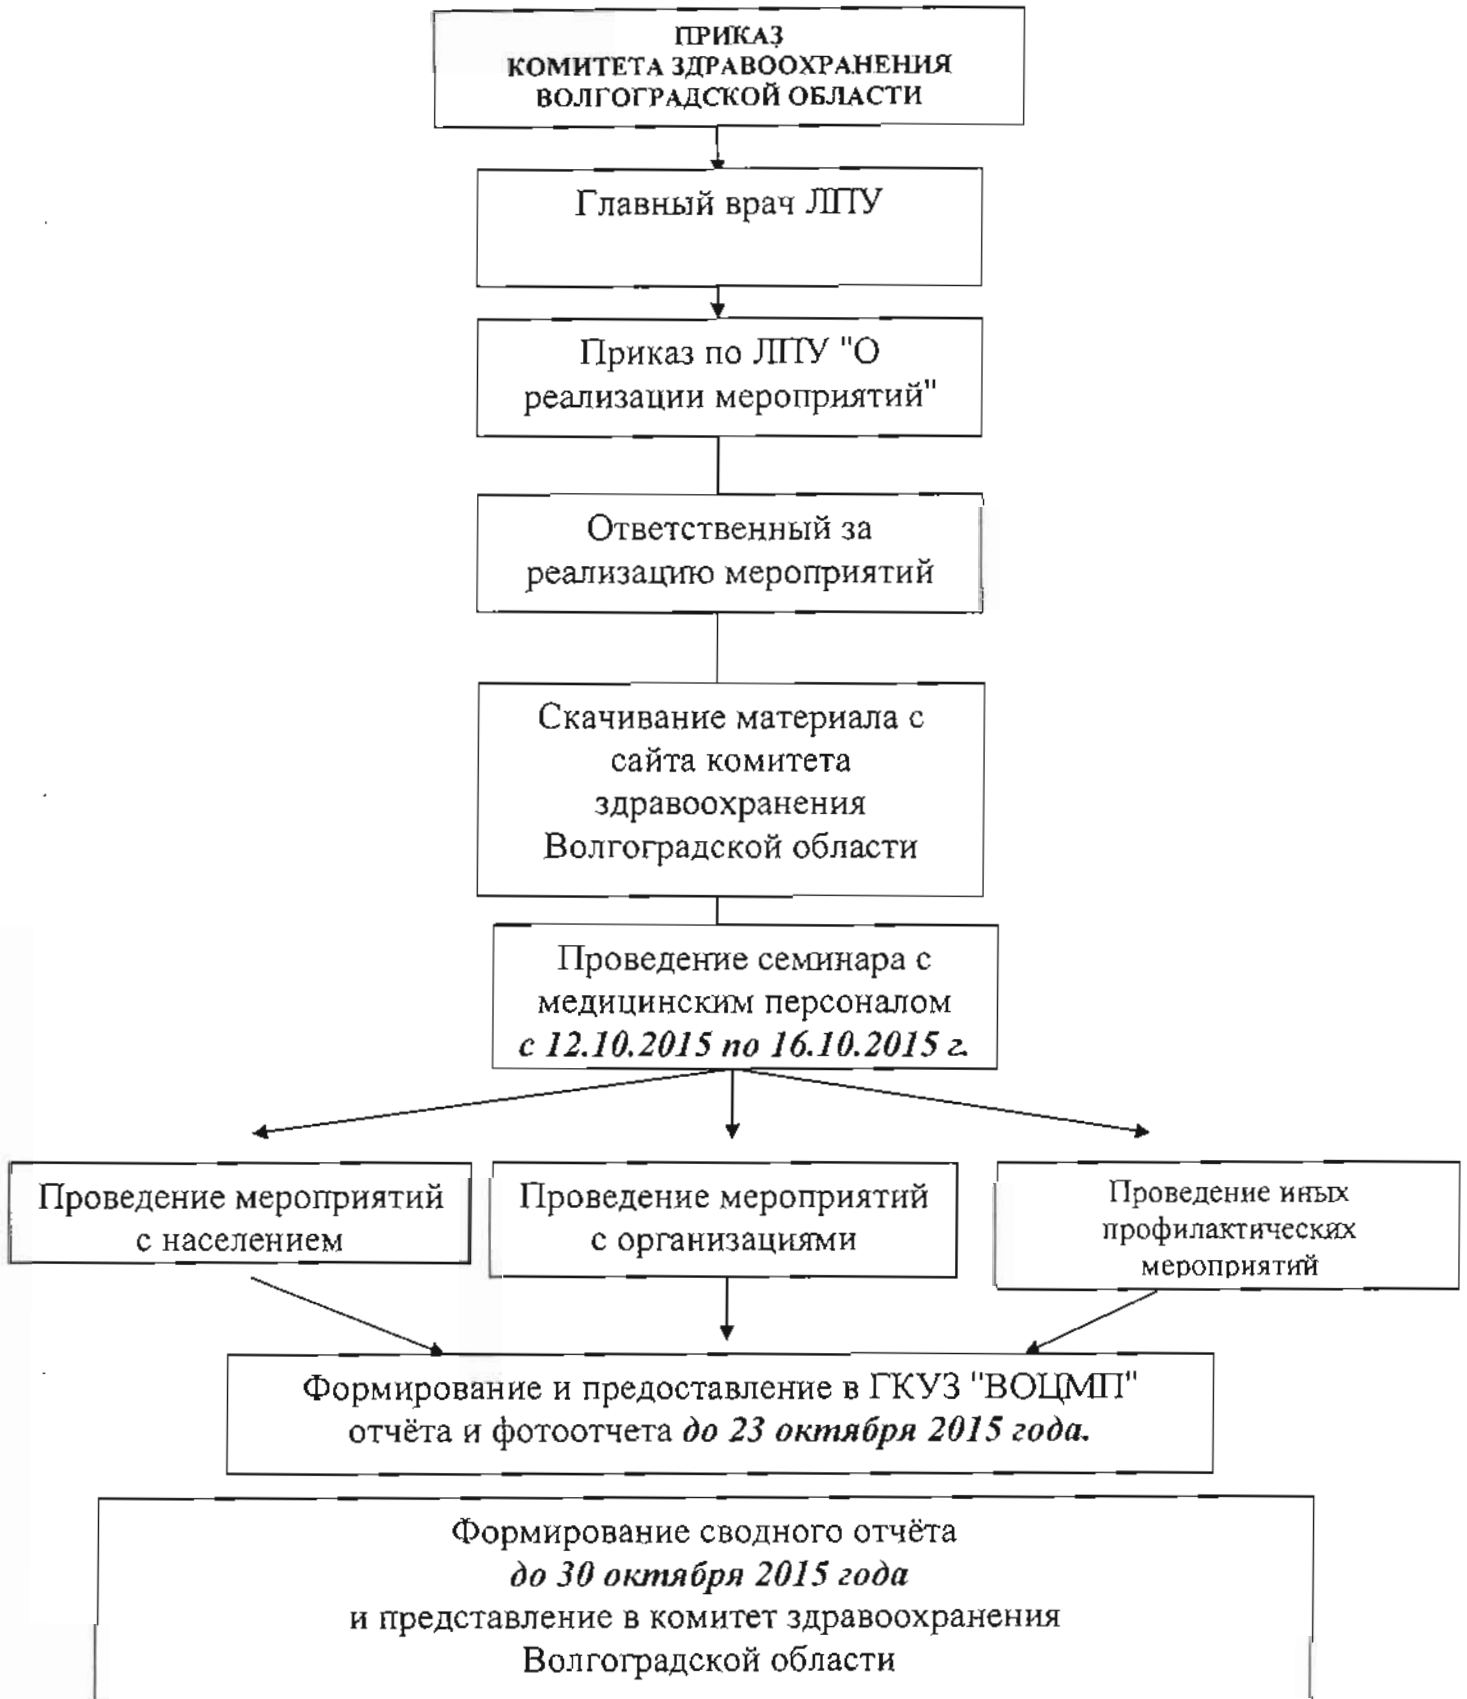 ПРИКАЗ
КОМИТЕТА ЗДРАВООХРАНЕНИЯ
ВОЛГОГРАДСКОЙ ОБЛАСТИ
Главный врач ЛПУ
Приказ по ЛПУ "О
реализации мероприятий"
Ответственный за
реализацию мероприятий
Скачивание материала с
сайта комитета
здравоохранения
Волгоградской области
Проведение семинара с
медицинским персоналом
с 12.10.2015 по 16.10.2015 г.
Проведение мероприятий
с населением
Проведение мероприятий
с организациями
Проведение иных
профилактических
мероприятий
Формирование и предоставление в ГКУЗ "ВОЦМП"
отчёта и фотоотчета до 23 октября 2015 года.
Формирование сводного отчёта
до 30 октября 2015 года
и представление в комитет здравоохранения
Волгоградской области